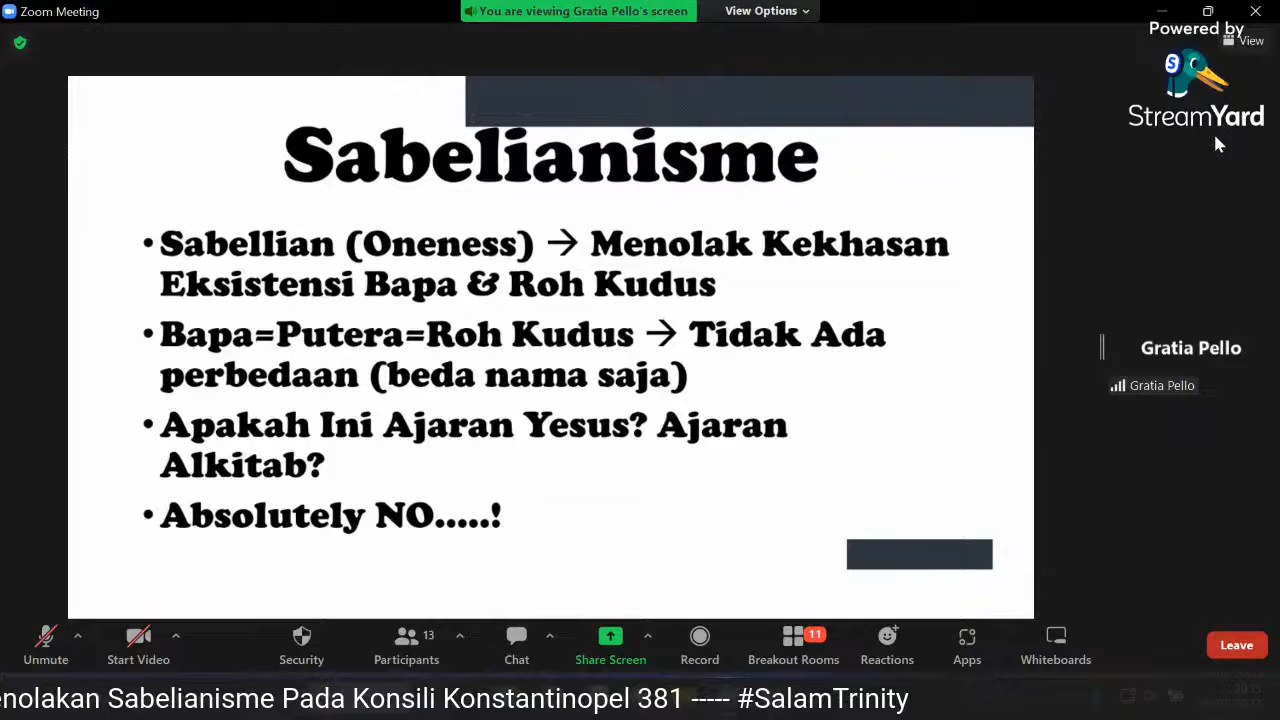 Zoom Meeting
You are viewing Gratia Pello's screen
View Options
Powered by
View
StreamYard
Sabelianisme
• Sabellian (Oneness) → Menolak Kekhasan
Eksistensi Bapa & Roh Kudus
• Bapa=Putera=Roh Kudus → Tidak Ada
perbedaan (beda nama saja)
• Apakah Ini Ajaran Yesus? Ajaran
Alkitab?
• Absolutely NO.....!
Gratia Pello
Gratia Pello
Unmute
Start Video
Security
13
Participants
Chat
Share Screen
Record
11
Breakout Rooms
Reactions
Apps
Whiteboards
Leave
enolakan Sabelianisme Pada Konsili Konstantinopel 381 ----- #SalamTrinity